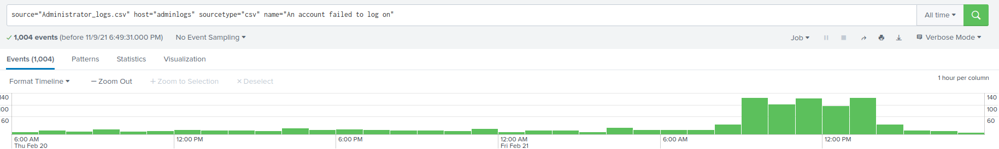 source="Administrator_logs.csv" host="adminlogs" sourcetype="csv" name="An account failed to log on"
All time
1,004 events (before 11/9/21 6:49:31.000 PM)
No Event Sampling
Job
Verbose Mode
Events (1,004)
Patterns
Statistics
Visualization
Format Timeline
— Zoom Out
+ Zoom to Selection
× Deselect
1 hour per column
140
140
100
100
60
60
6:00 AM
Thu Feb 20
12:00 PM
6:00 PM
12:00 AM
Fri Feb 21
6:00 AM
12:00 PM